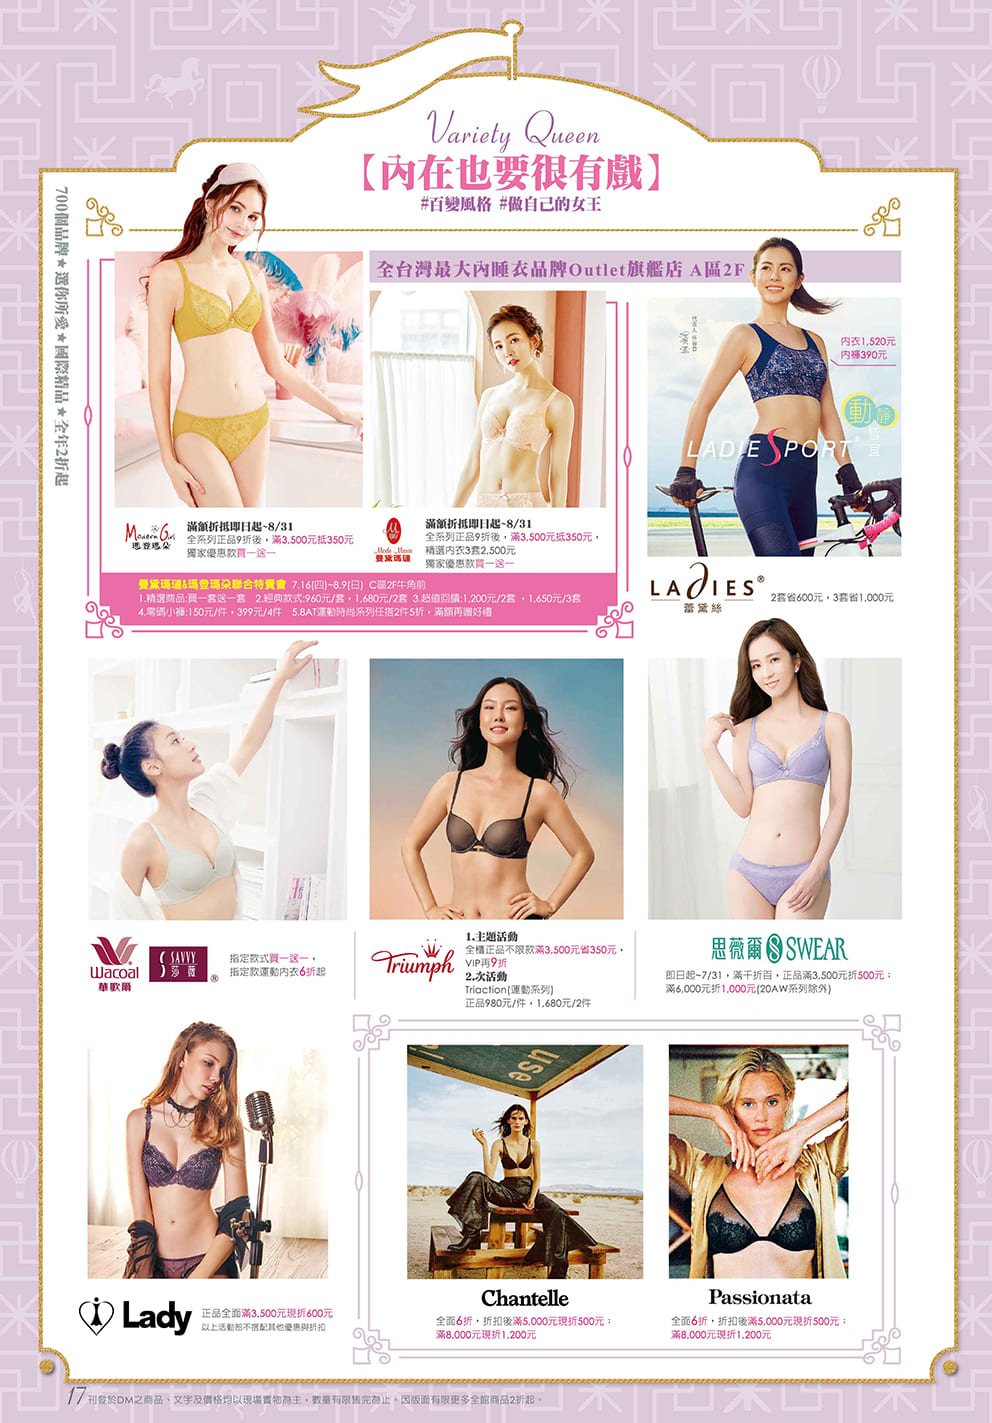 Variety Queen
【內在也要很有戲】
#百變風格 #做自己的女王
700個品牌★選你所愛★國際精品★全年2折起
全台灣最大內睡衣品牌Outlet旗艦店 A區2F
Modern Girl
瑪登瑪朵
滿額折抵即日起~8/31
全系列正品9折後，滿3,500元抵350元
獨家優惠款買一送一
Mode Marie
曼黛瑪璉
滿額折抵即日起~8/31
全系列正品9折後，滿3,500元抵350元，
精選內衣3套2,500元
獨家優惠款買一送一
曼黛瑪璉&瑪登瑪朵聯合特賣會 7.16(四)~8.9(日) C區2F牛角前
1.精選商品:買一套送一套 2.經典款式:960元/套，1,680元/2套 3.超值回饋:1,200元/2套，1,650元/3套
4.零碼小褲:150元/件，399元/4件 5.8AT運動時尚系列任搭2件5折，滿額再贈好禮
代言人
內衣1,520元
內褲390元
動靜皆宜
LADIE SPORT®
LADIES®
蕾黛絲
2套省600元，3套省1,000元
Wacoal
華歌爾
SAVVY
莎薇
®
指定款式買一送一，
指定款運動內衣6折起
Triumph
1.主題活動
全櫃正品不限款滿3,500元省350元，
VIP再9折
2.次活動
Triaction(運動系列)
正品980元/件，1,680元/2件
思薇爾 SWEAR
即日起~7/31，滿千折百，正品滿3,500元折500元；
滿6,000元折1,000元(20AW系列除外)
Lady
正品全面滿3,500元現折600元
以上活動恕不搭配其他優惠與折扣
use
Chantelle
全面6折，折扣後滿5,000元現折500元；
滿8,000元現折1,200元
Passionata
全面6折，折扣後滿5,000元現折500元；
滿8,000元現折1,200元
17 刊登於DM之商品、文字及價格均以現場實物為主，數量有限售完為止。因版面有限更多全館商品2折起。